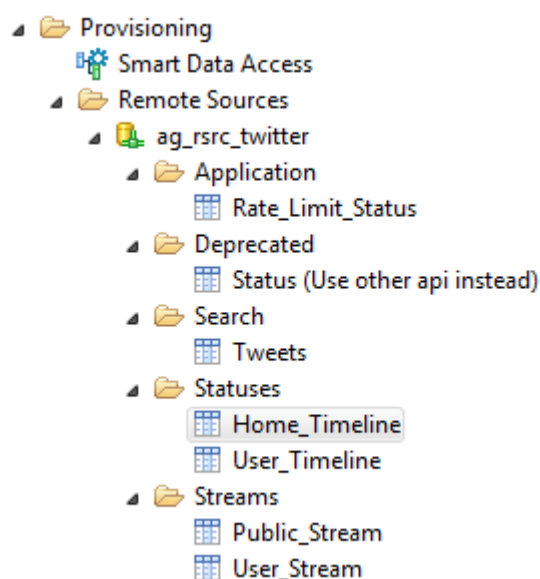 Provisioning
Smart Data Access
Remote Sources
ag_rsrc_twitter
Application
Rate_Limit_Status
Deprecated
Status (Use other api instead)
Search
Tweets
Statuses
Home_Timeline
User_Timeline
Streams
Public_Stream
User_Stream